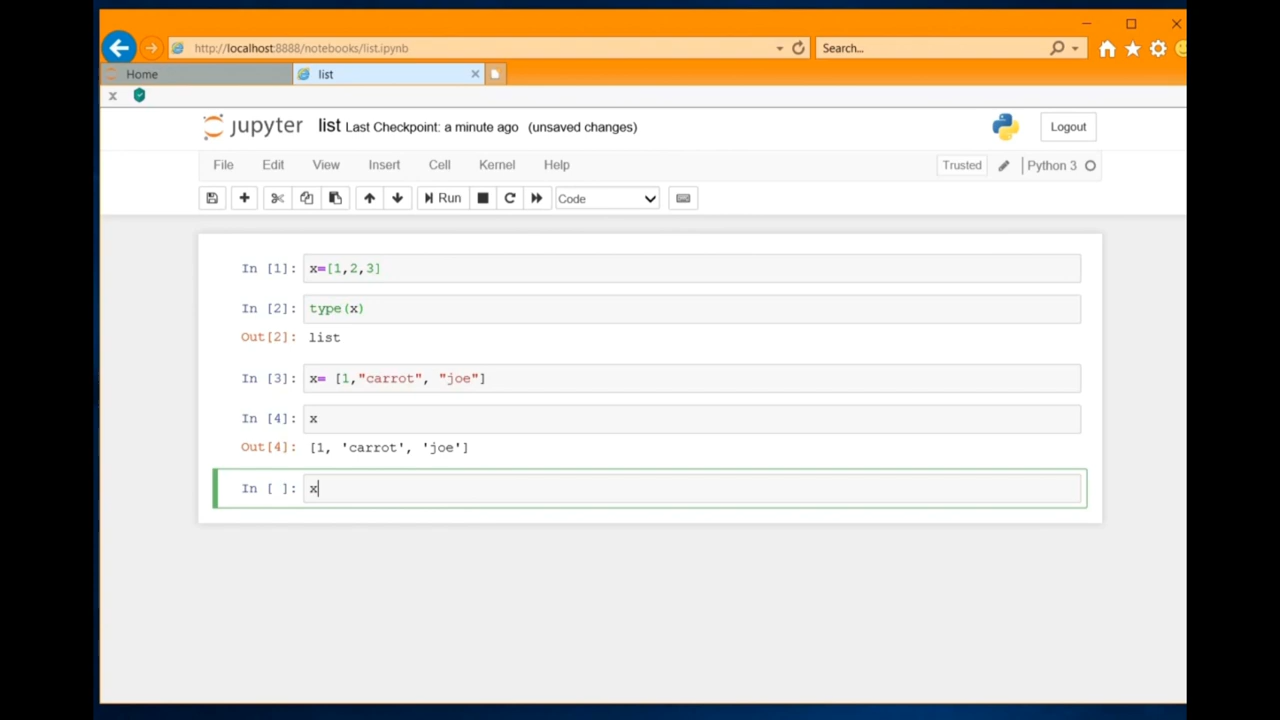 http://localhost:8888/notebooks/list.ipynb
Search...
Home
list
x
jupyter list Last Checkpoint: a minute ago (unsaved changes)
Logout
File Edit View Insert Cell Kernel Help
Trusted
Python 3
Run
Code
In [1]: x=[1,2,3]
In [2]: type(x)
Out[2]: list
In [3]: x= [1,"carrot", "joe"]
In [4]: x
Out[4]: [1, 'carrot', 'joe']
In [ ]: x